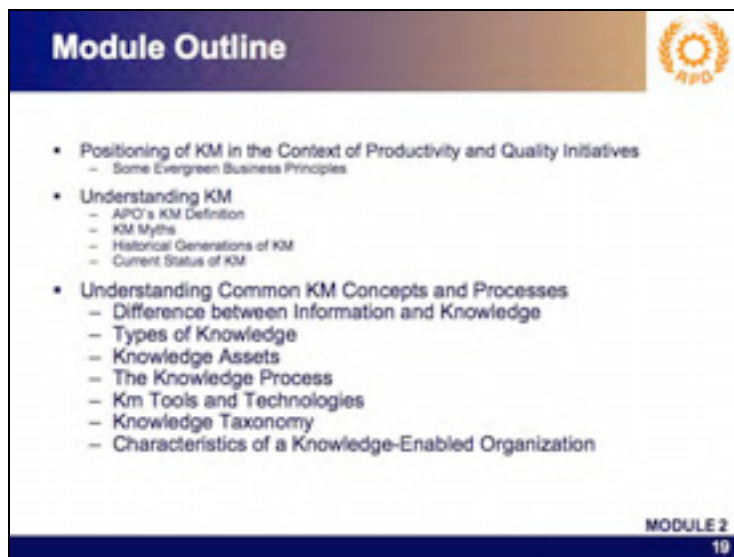 Module Outline
APO
• Positioning of KM in the Context of Productivity and Quality Initiatives
– Some Evergreen Business Principles
• Understanding KM
– APO's KM Definition
– KM Myths
– Historical Generations of KM
– Current Status of KM
• Understanding Common KM Concepts and Processes
– Difference between Information and Knowledge
– Types of Knowledge
– Knowledge Assets
– The Knowledge Process
– Km Tools and Technologies
– Knowledge Taxonomy
– Characteristics of a Knowledge-Enabled Organization
MODULE 2
19